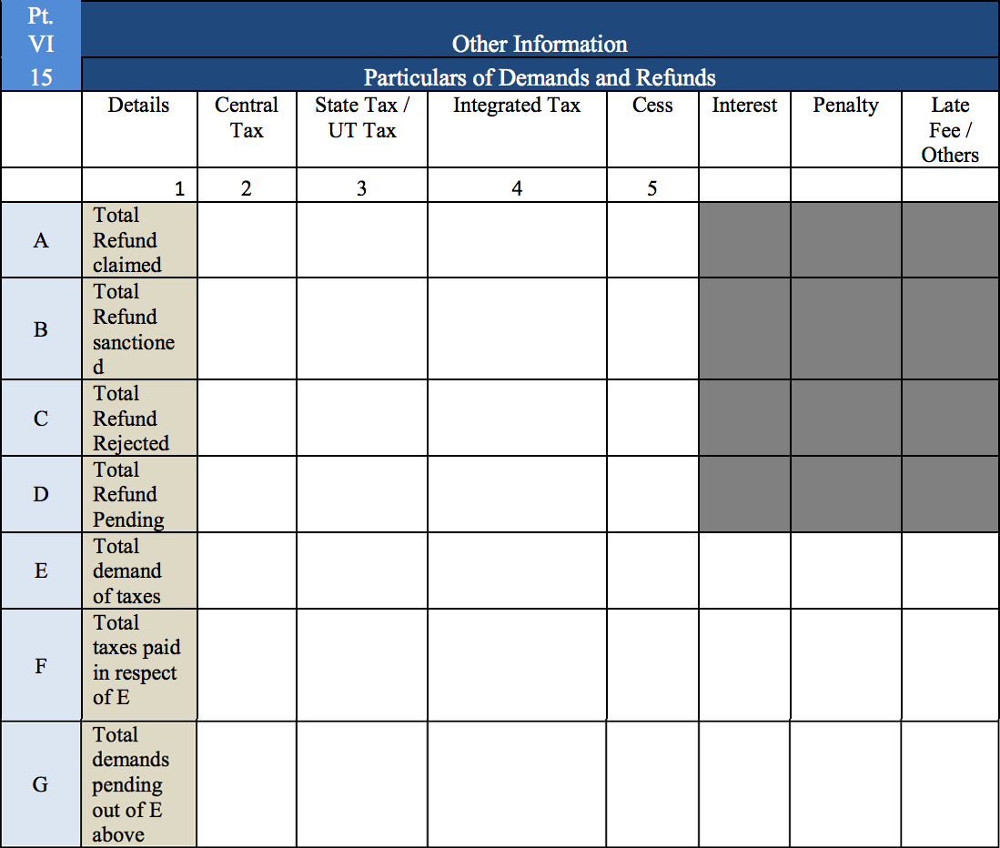 Pt.
VI
Other Information
15
Particulars of Demands and Refunds
Details
Central
Tax
State Tax /
UT Tax
Integrated Tax
Cess
Interest
Penalty
Late
Fee /
Others
1
2
3
4
5
A
Total
Refund
claimed
B
Total
Refund
sanctione
d
C
Total
Refund
Rejected
D
Total
Refund
Pending
E
Total
demand
of taxes
F
Total
taxes paid
in respect
of E
G
Total
demands
pending
out of E
above